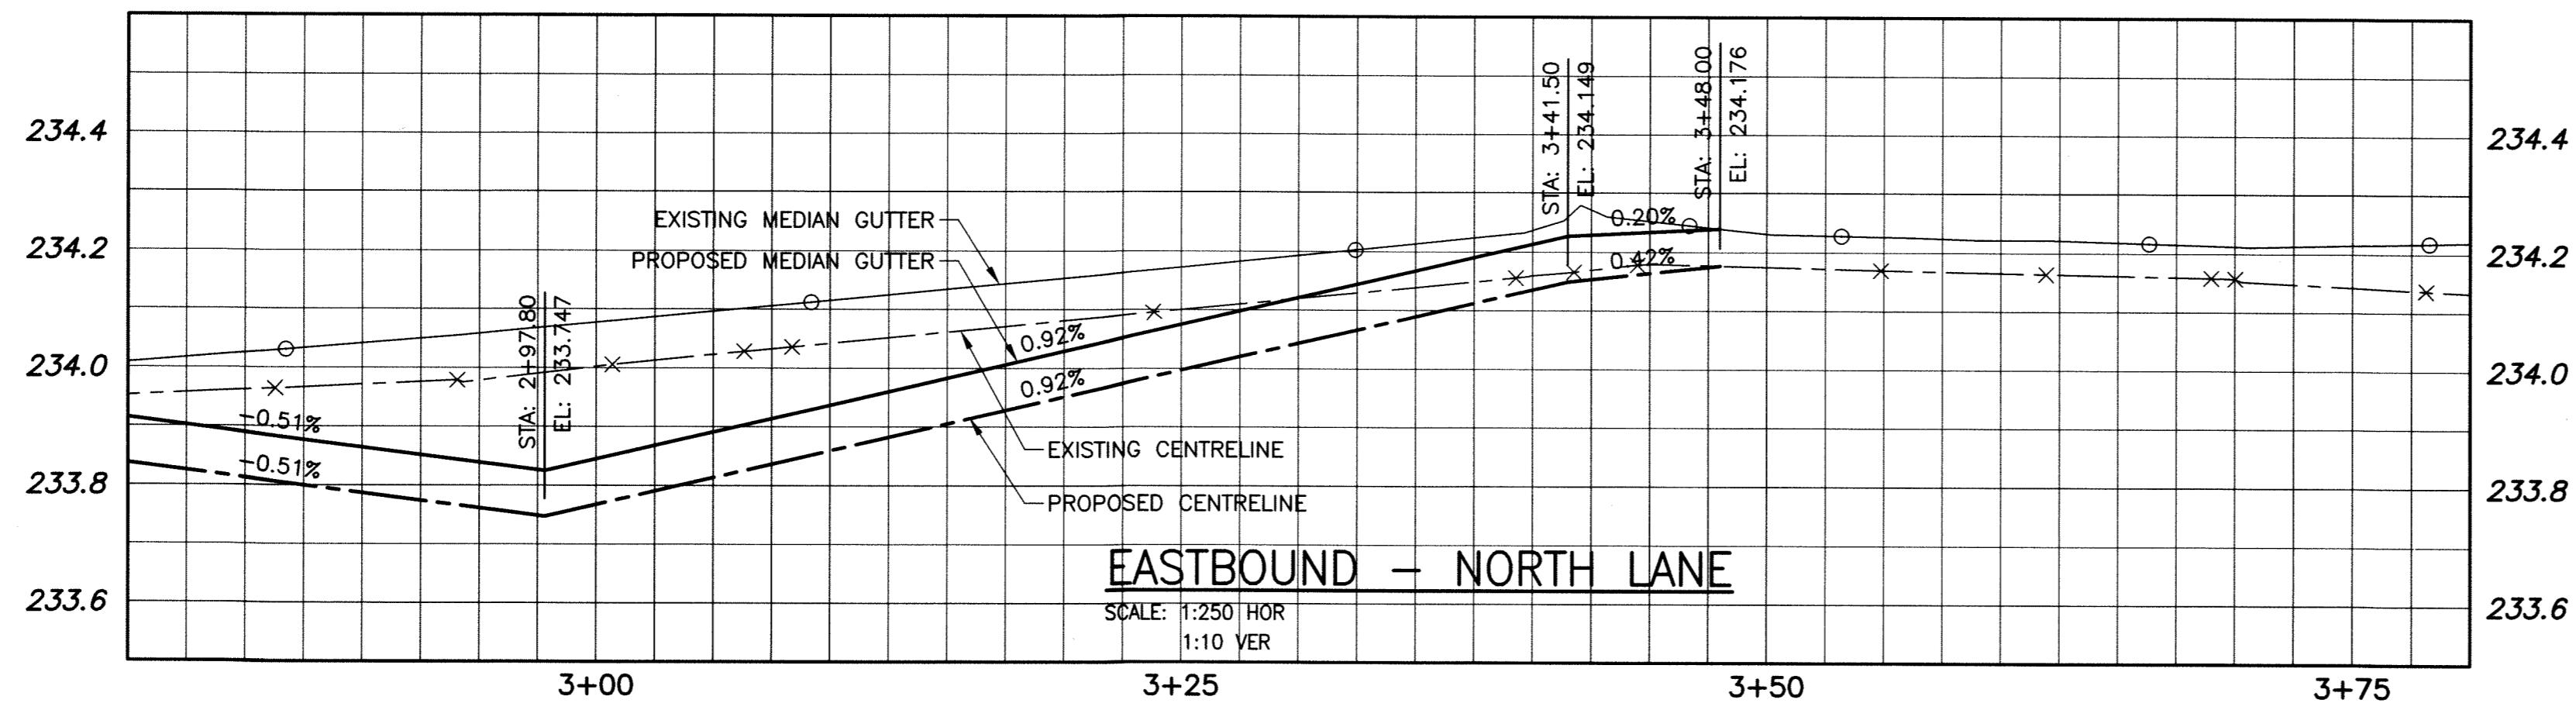 STA: 3+41.50
EL: 234.149
STA: 3+48.00
EL: 234.176
234.4
234.4
EXISTING MEDIAN GUTTER
0.20%
234.2
234.2
PROPOSED MEDIAN GUTTER
0.42%
STA: 2+97.80
EL: 233.747
0.92%
234.0
234.0
0.92%
-0.51%
EXISTING CENTRELINE
-0.51%
233.8
233.8
PROPOSED CENTRELINE
EASTBOUND - NORTH LANE
233.6
233.6
SCALE: 1:250 HOR
1:10 VER
3+00
3+25
3+50
3+75